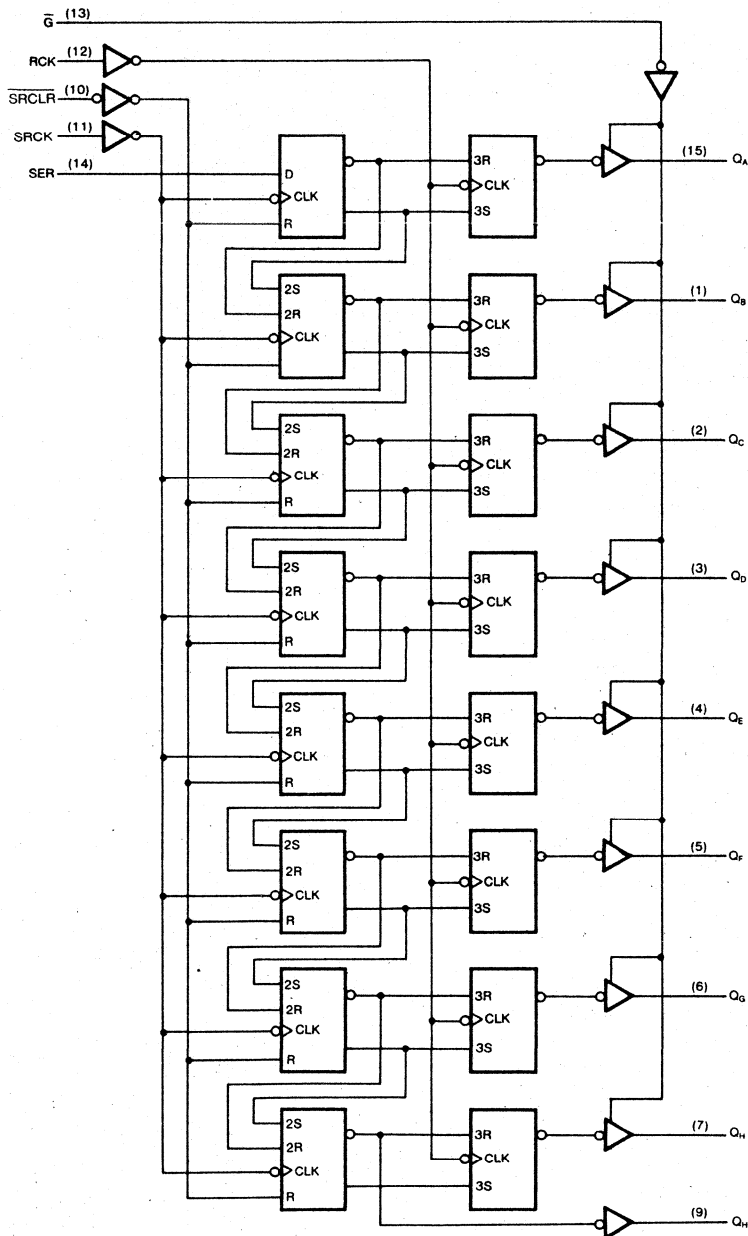 G̅ (13)
RCK (12)
S̅R̅C̅L̅R̅ (10)
SRCK (11)
SER (14)
D
CLK
R
3R
CLK
3S
(15) QA
2S
2R
CLK
3R
CLK
3S
(1) QB
2S
2R
CLK
R
3R
CLK
3S
(2) QC
2S
2R
CLK
R
3R
CLK
3S
(3) QD
2S
2R
CLK
R
3R
CLK
3S
(4) QE
2S
2R
CLK
R
3R
CLK
3S
(5) QF
2S
2R
CLK
R
3R
CLK
3S
(6) QG
2S
2R
CLK
R
3R
CLK
3S
(7) QH
(9) QH